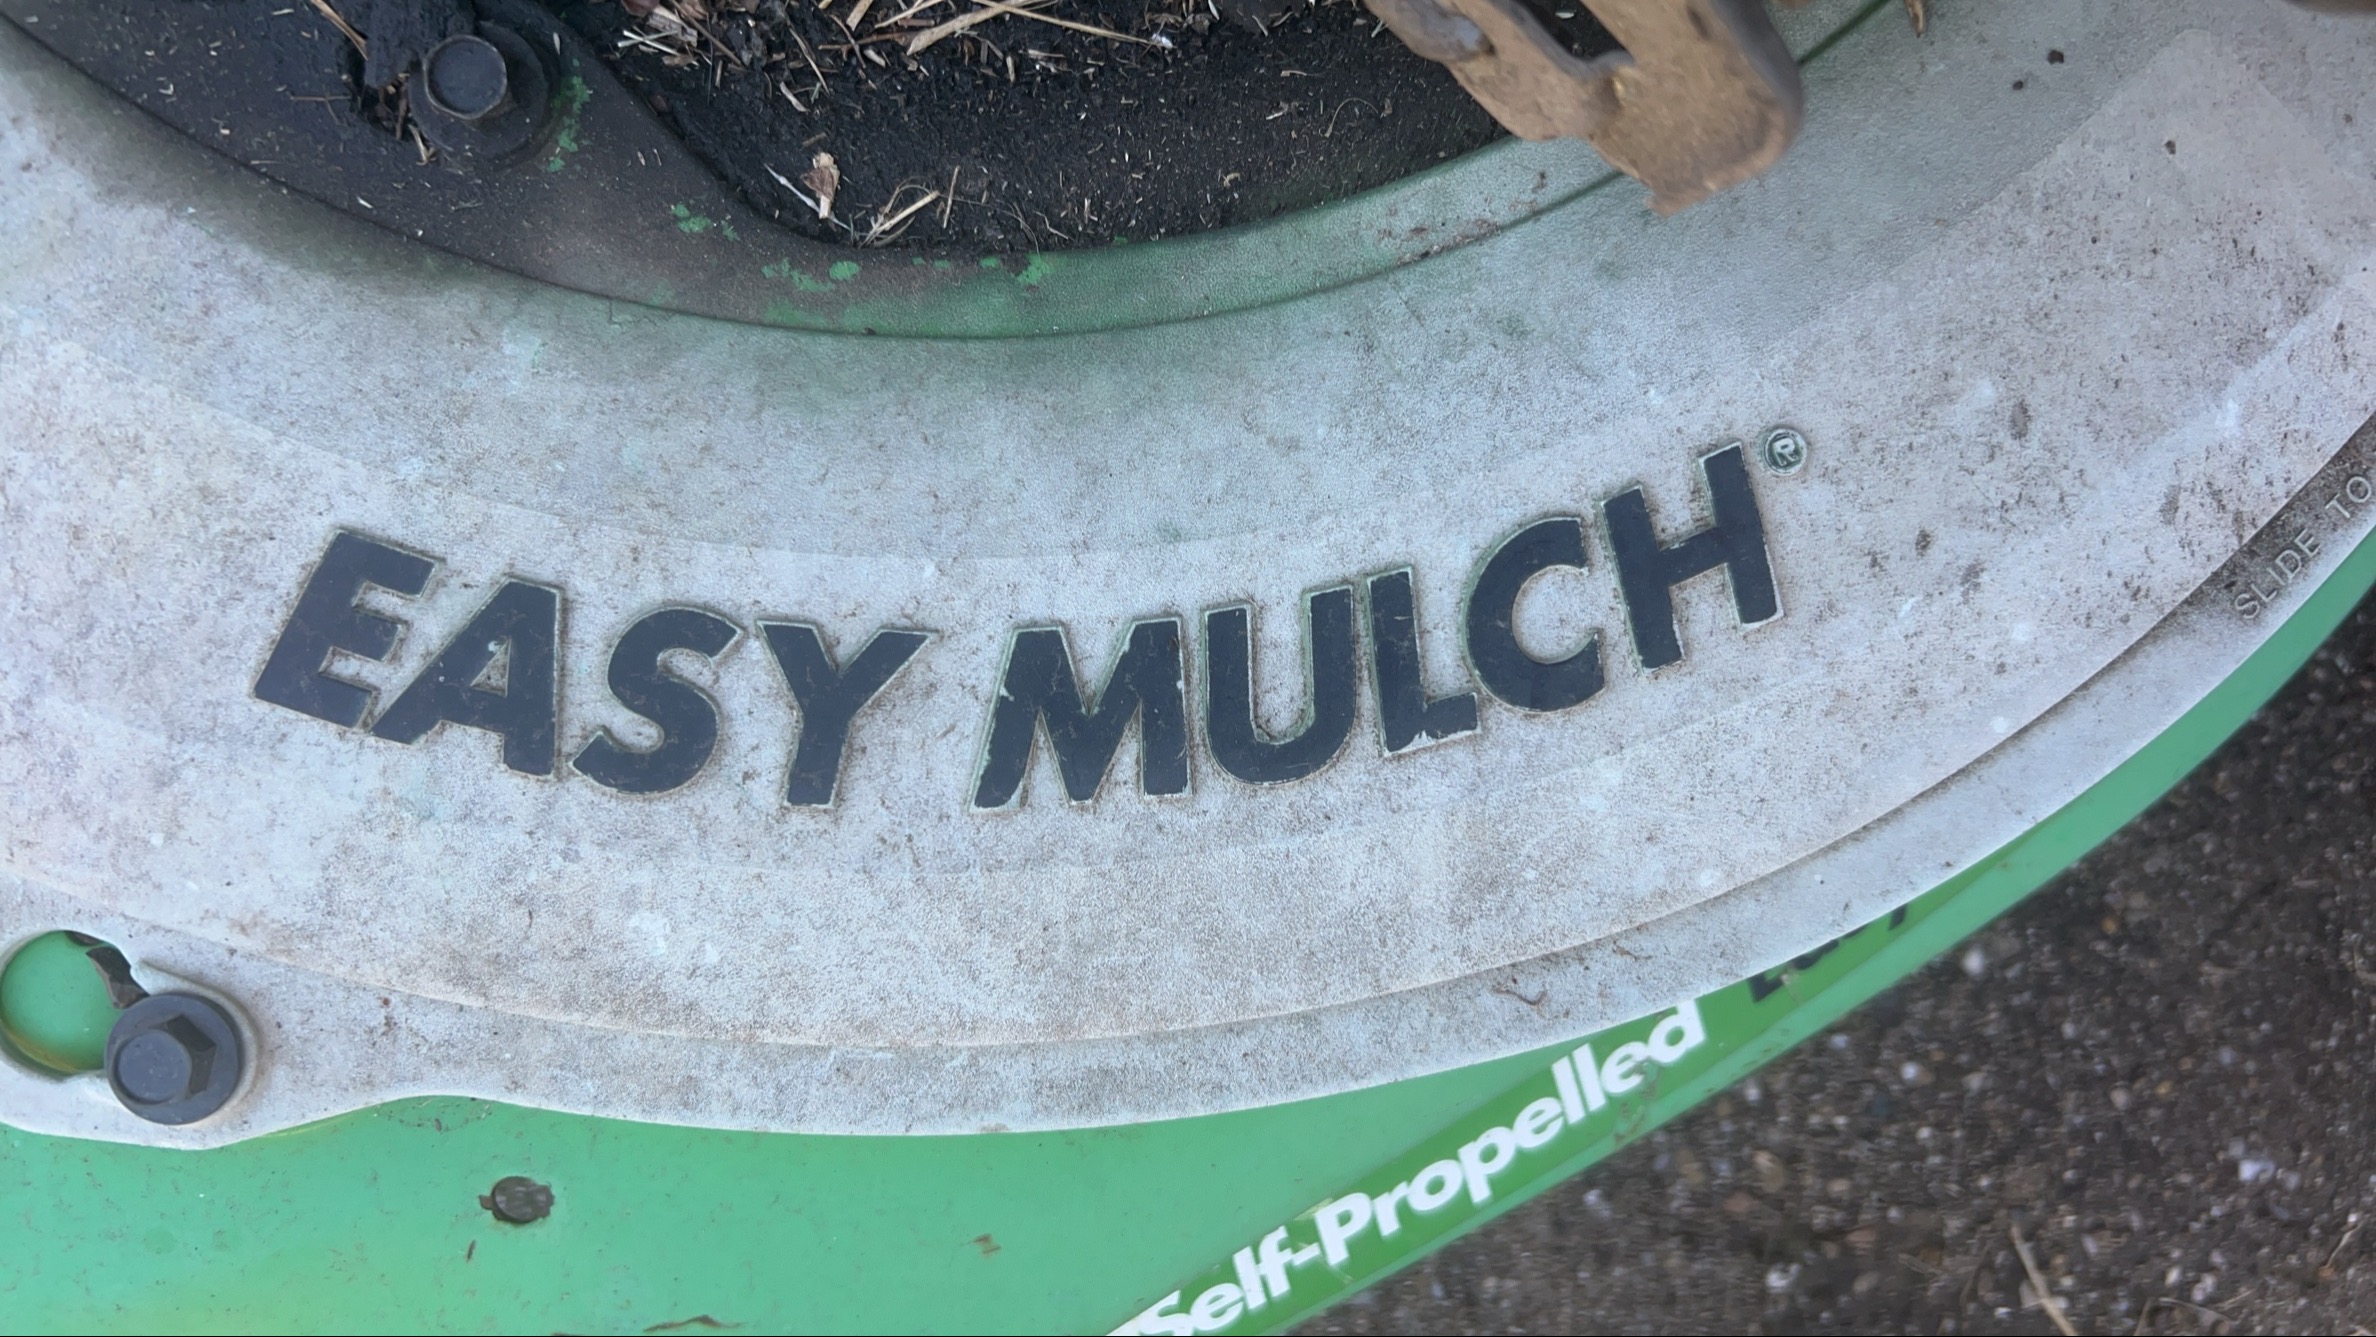 EASY MULCH®
SLIDE TO
Self-Propelled